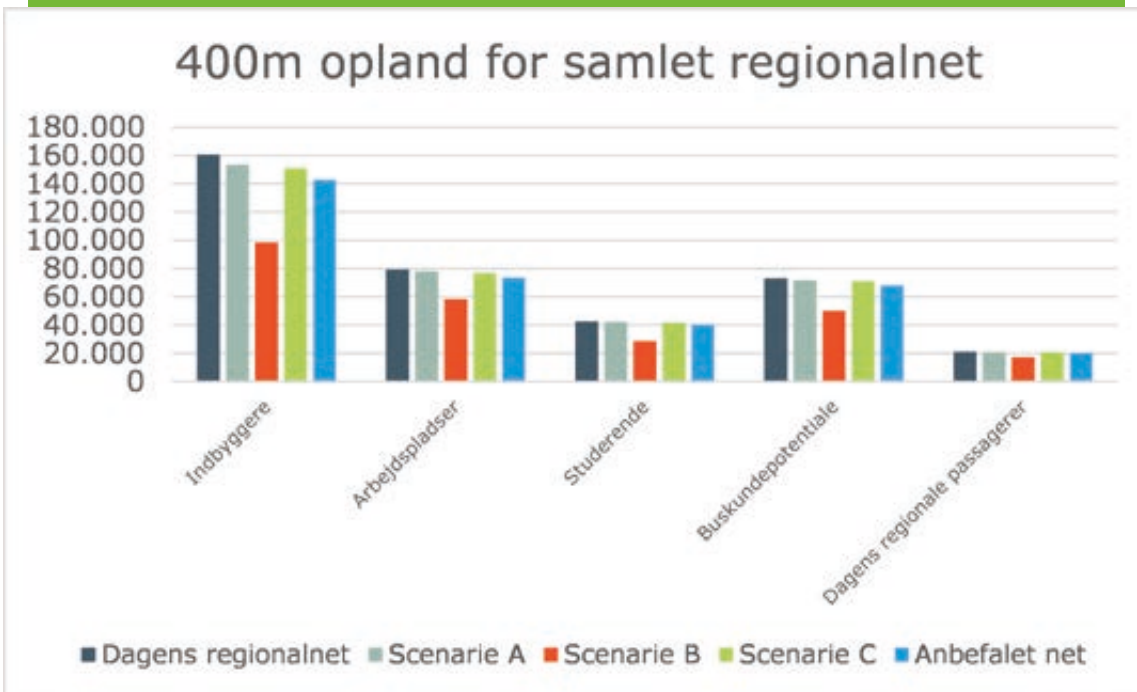 400m opland for samlet regionalnet
180.000
160.000
140.000
120.000
100.000
80.000
60.000
40.000
20.000
0
Indbyggere
Arbejdspladser
Studerende
Buskundepotentiale
Dagens regionale passagerer
Dagens regionalnet Scenarie A Scenarie B Scenarie C Anbefalet net